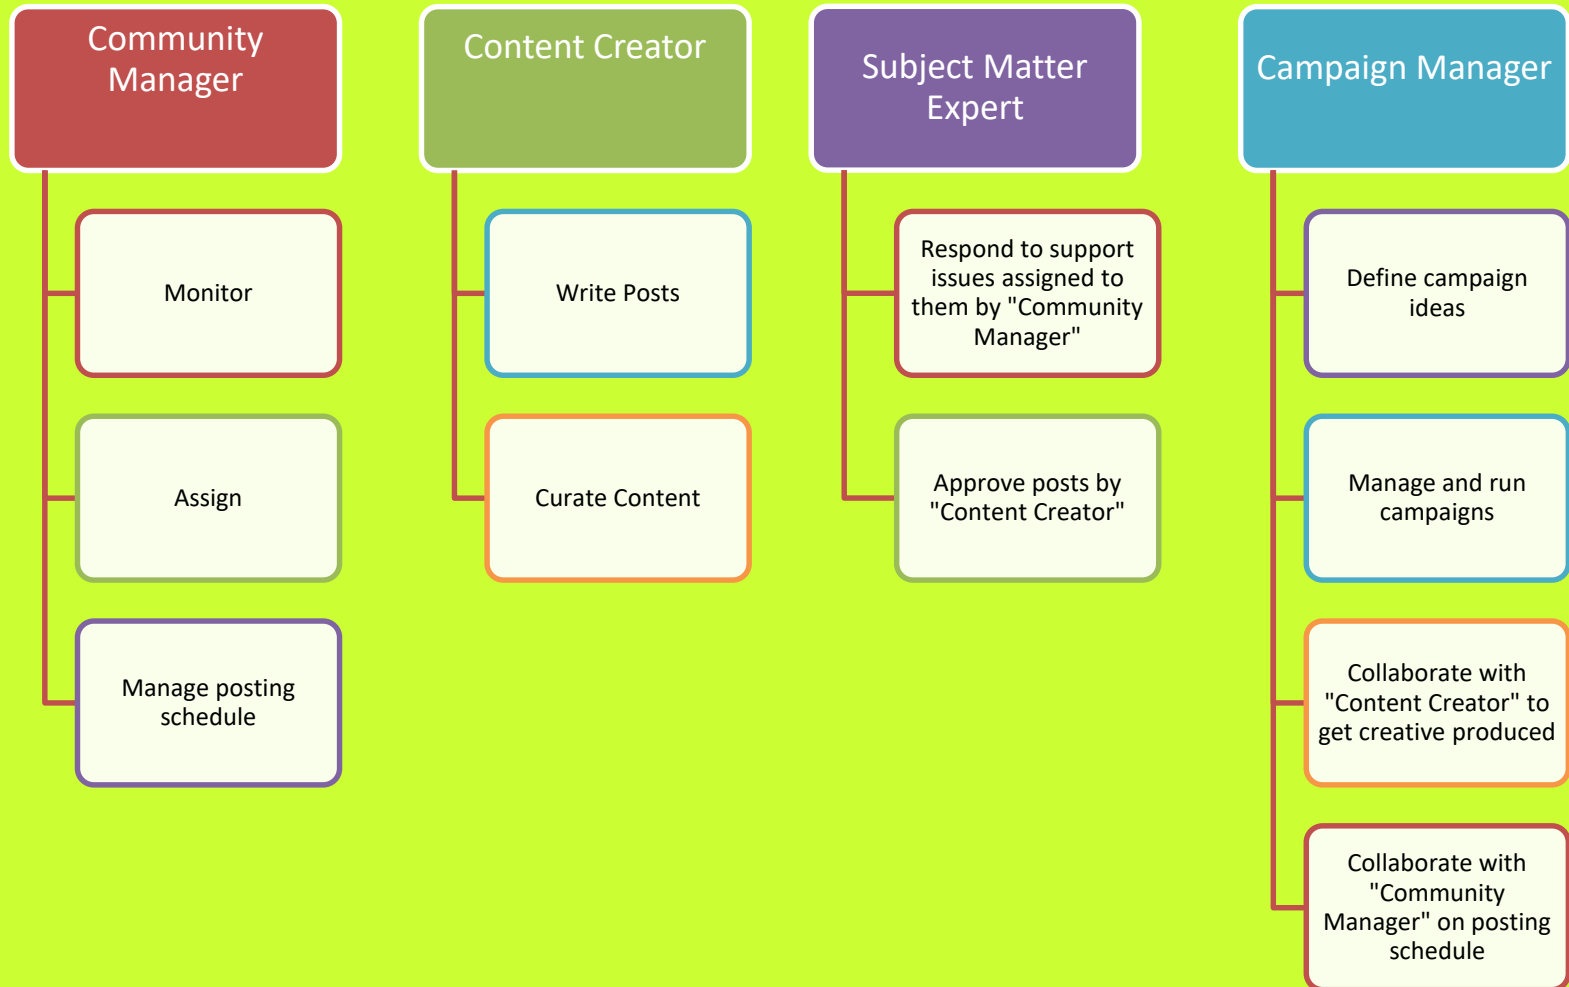 Community
Manager
Monitor
Assign
Manage posting
schedule
Content Creator
Write Posts
Curate Content
Subject Matter
Expert
Respond to support
issues assigned to
them by "Community
Manager"
Approve posts by
"Content Creator"
Campaign Manager
Define campaign
ideas
Manage and run
campaigns
Collaborate with
"Content Creator" to
get creative produced
Collaborate with
"Community
Manager" on posting
schedule